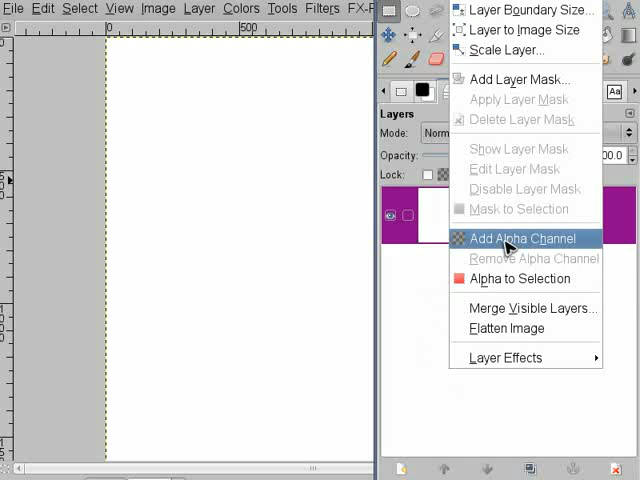 File Edit Select View Image Layer Colors Tools Filters FX-F
0 500
Layer Boundary Size...
Layer to Image Size
Scale Layer...
Add Layer Mask...
Apply Layer Mask
Delete Layer Mask
Show Layer Mask
Edit Layer Mask
Disable Layer Mask
Mask to Selection
Add Alpha Channel
Remove Alpha Channel
Alpha to Selection
Merge Visible Layers...
Flatten Image
Layer Effects
Aa
Layers
Mode: Norm
Opacity: 00.0
Lock: